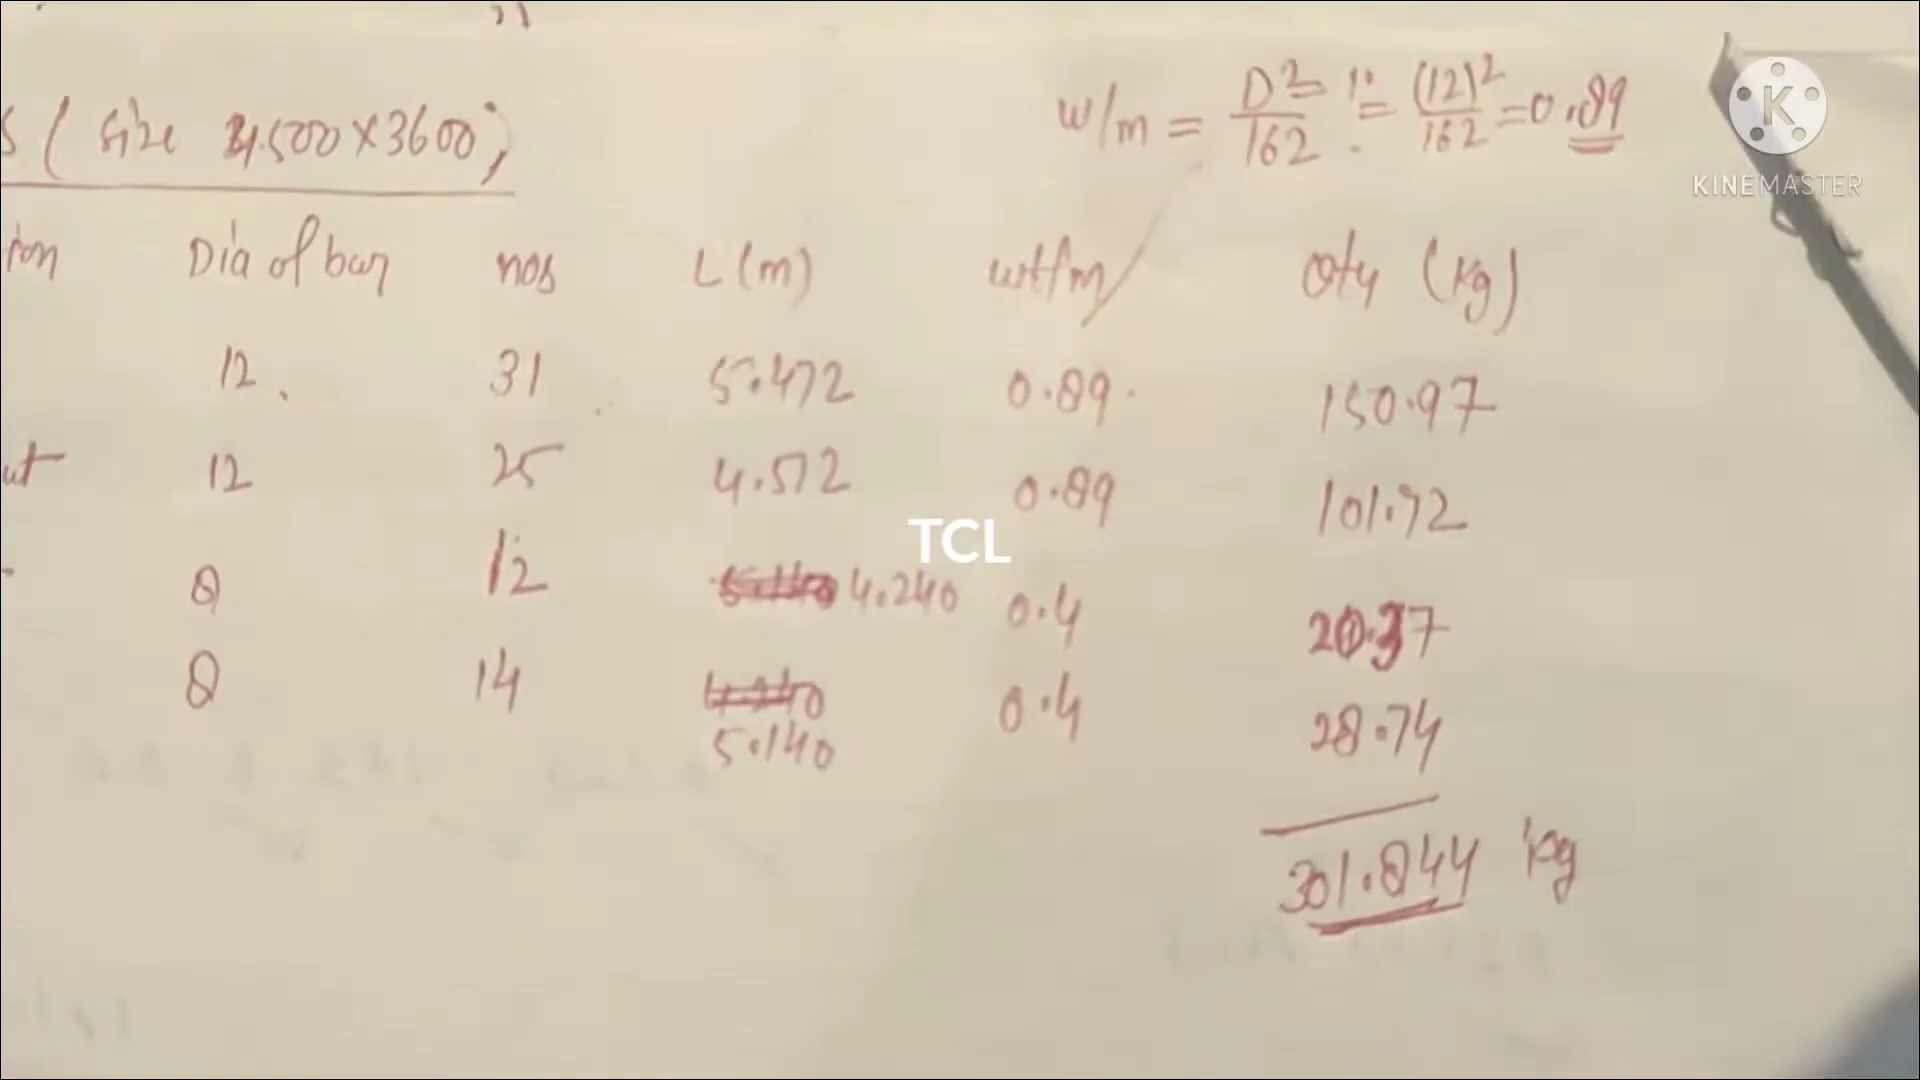 S ( Size 4.500 x 3600)
w/m = D²/162 = (12)²/162 = 0.89
KINEMASTER
Dia of bar nos L (m) wt/m Qty (Kg)
12. 31 5.472 0.89 150.97
12 25 4.572 0.89 101.72
8 12 4.240 0.4 20.37
8 14 5.140 0.4 28.74
TCL
301.844 kg